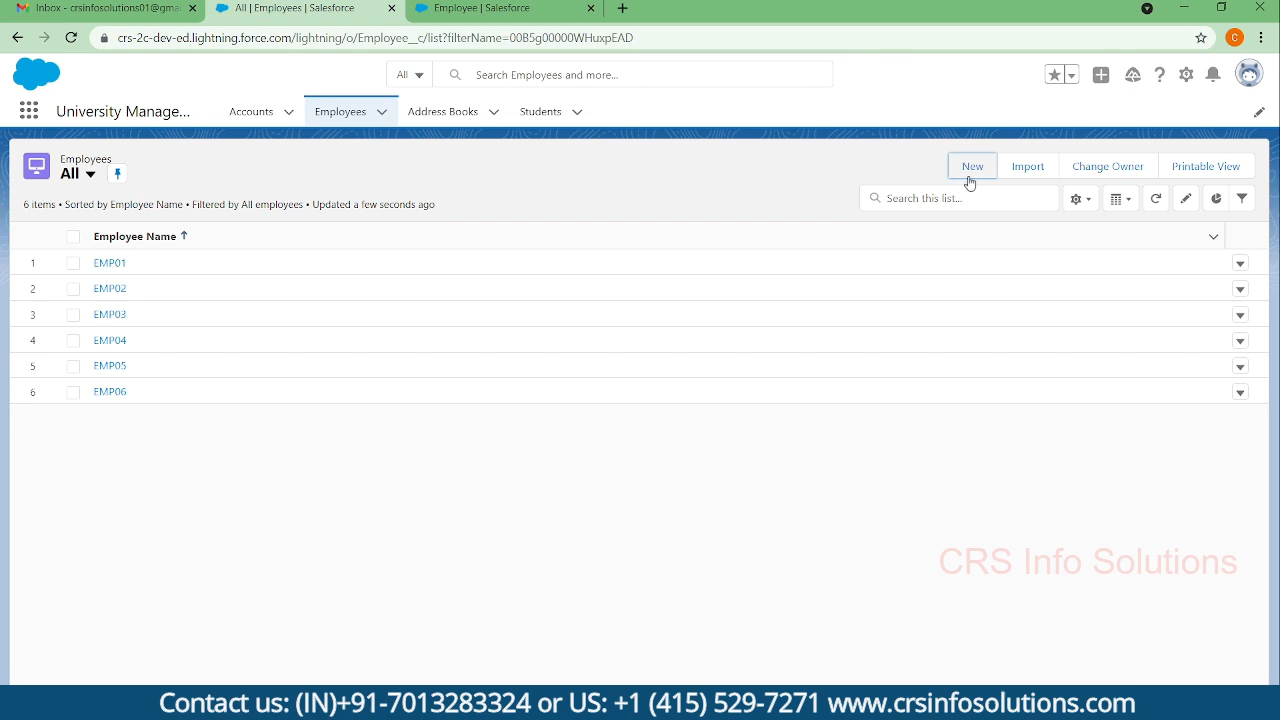 Inbox - crsinfosolutions01@gmai
All | Employees | Salesforce
Employee | Salesforce
crs-2c-dev-ed.lightning.force.com/lightning/o/Employee__c/list?filterName=00B5g00000WHuxpEAD
C
All
Search Employees and more...
University Manage...
Accounts
Employees
Address Books
Students
Employees
All
New
Import
Change Owner
Printable View
6 items • Sorted by Employee Name • Filtered by All employees • Updated a few seconds ago
Search this list...
Employee Name
1 EMP01
2 EMP02
3 EMP03
4 EMP04
5 EMP05
6 EMP06
CRS Info Solutions
Contact us: (IN)+91-7013283324 or US: +1 (415) 529-7271 www.crsinfosolutions.com